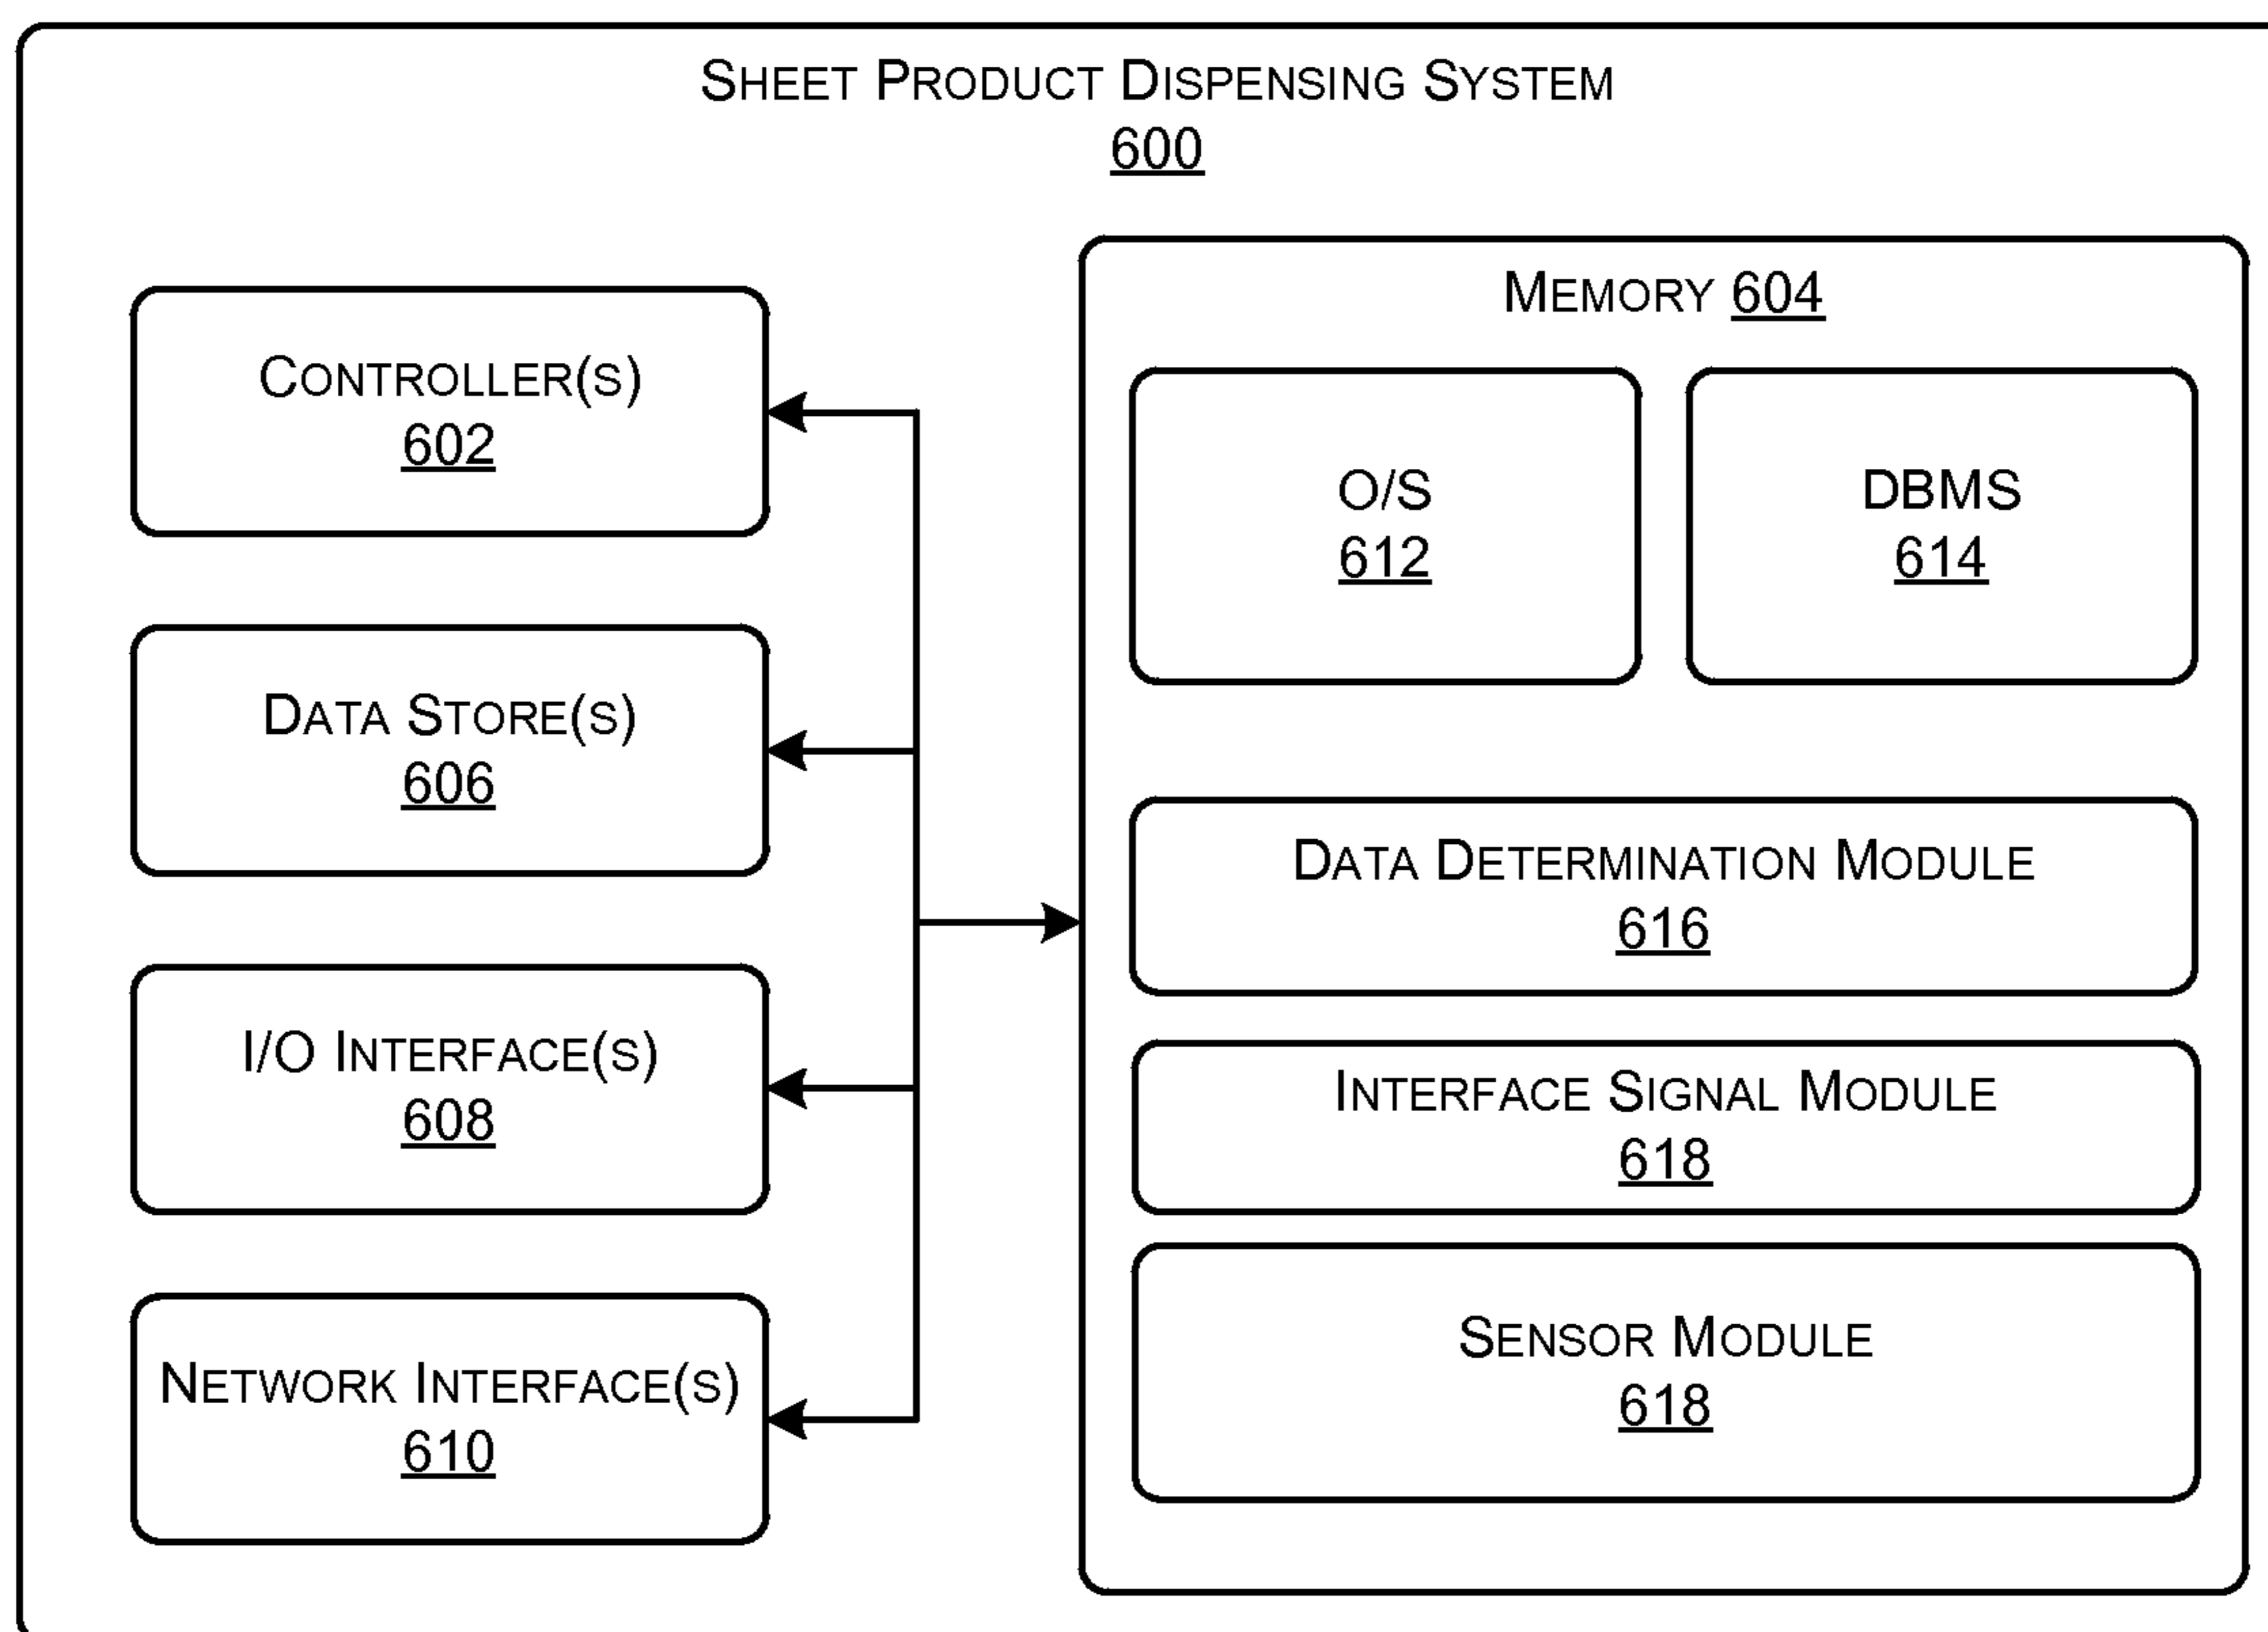 SHEET PRODUCT DISPENSING SYSTEM
600
CONTROLLER(S)
602
DATA STORE(S)
606
I/O INTERFACE(S)
608
NETWORK INTERFACE(S)
610
MEMORY 604
O/S
612
DBMS
614
DATA DETERMINATION MODULE
616
INTERFACE SIGNAL MODULE
618
SENSOR MODULE
618